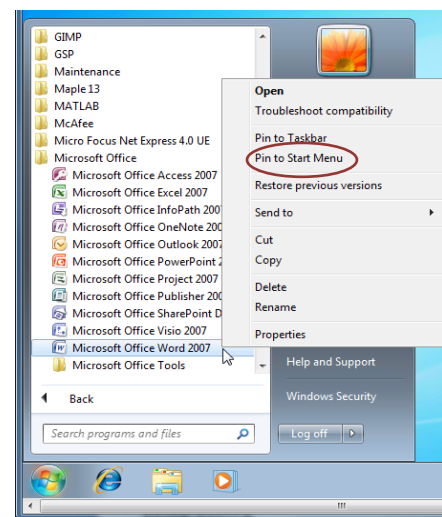 GIMP
GSP
Maintenance
Maple 13
MATLAB
McAfee
Micro Focus Net Express 4.0 UE
Microsoft Office
Microsoft Office Access 2007
Microsoft Office Excel 2007
Microsoft Office InfoPath 200
Microsoft Office OneNote 200
Microsoft Office Outlook 2007
Microsoft Office PowerPoint 2
Microsoft Office Project 2007
Microsoft Office Publisher 200
Microsoft Office SharePoint D
Microsoft Office Visio 2007
Microsoft Office Word 2007
Microsoft Office Tools
Back
Search programs and files
Open
Troubleshoot compatibility
Pin to Taskbar
Pin to Start Menu
Restore previous versions
Send to
Cut
Copy
Delete
Rename
Properties
Help and Support
Windows Security
Log off